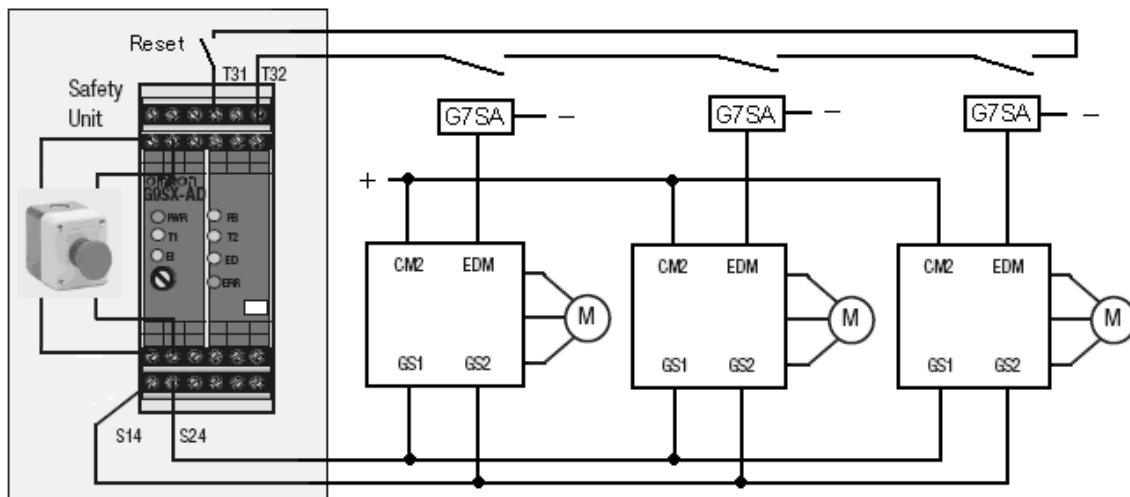 Reset
T31 T32
Safety
Unit
G7SA −
G7SA −
G7SA −
OMRON
G9SX-AD
PWR FB
T1 T2
EI ED
ERR
+
CM2 EDM
CM2 EDM
CM2 EDM
M
M
M
GS1 GS2
GS1 GS2
GS1 GS2
S14 S24